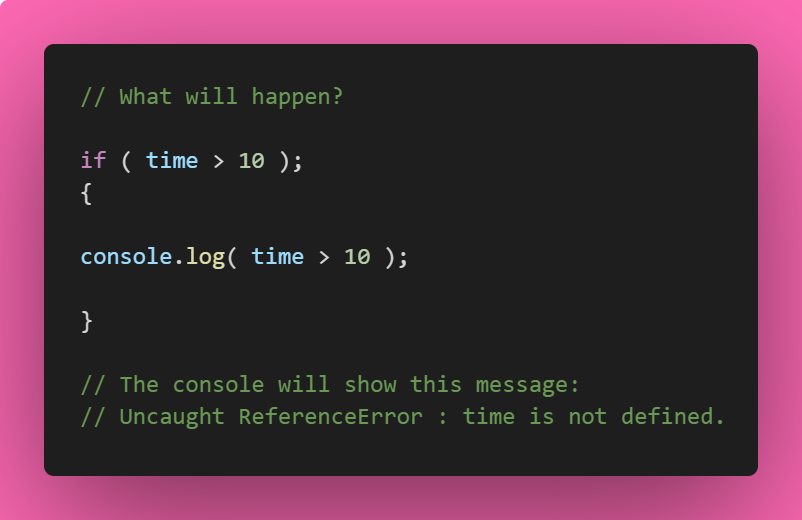 // What will happen?
if ( time > 10 );
{
console.log( time > 10 );
}
// The console will show this message:
// Uncaught ReferenceError : time is not defined.